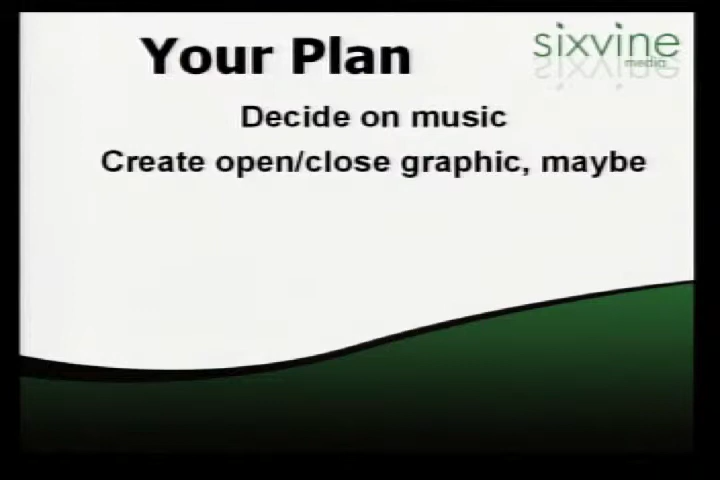 Your Plan
sixvine
media
Decide on music
Create open/close graphic, maybe